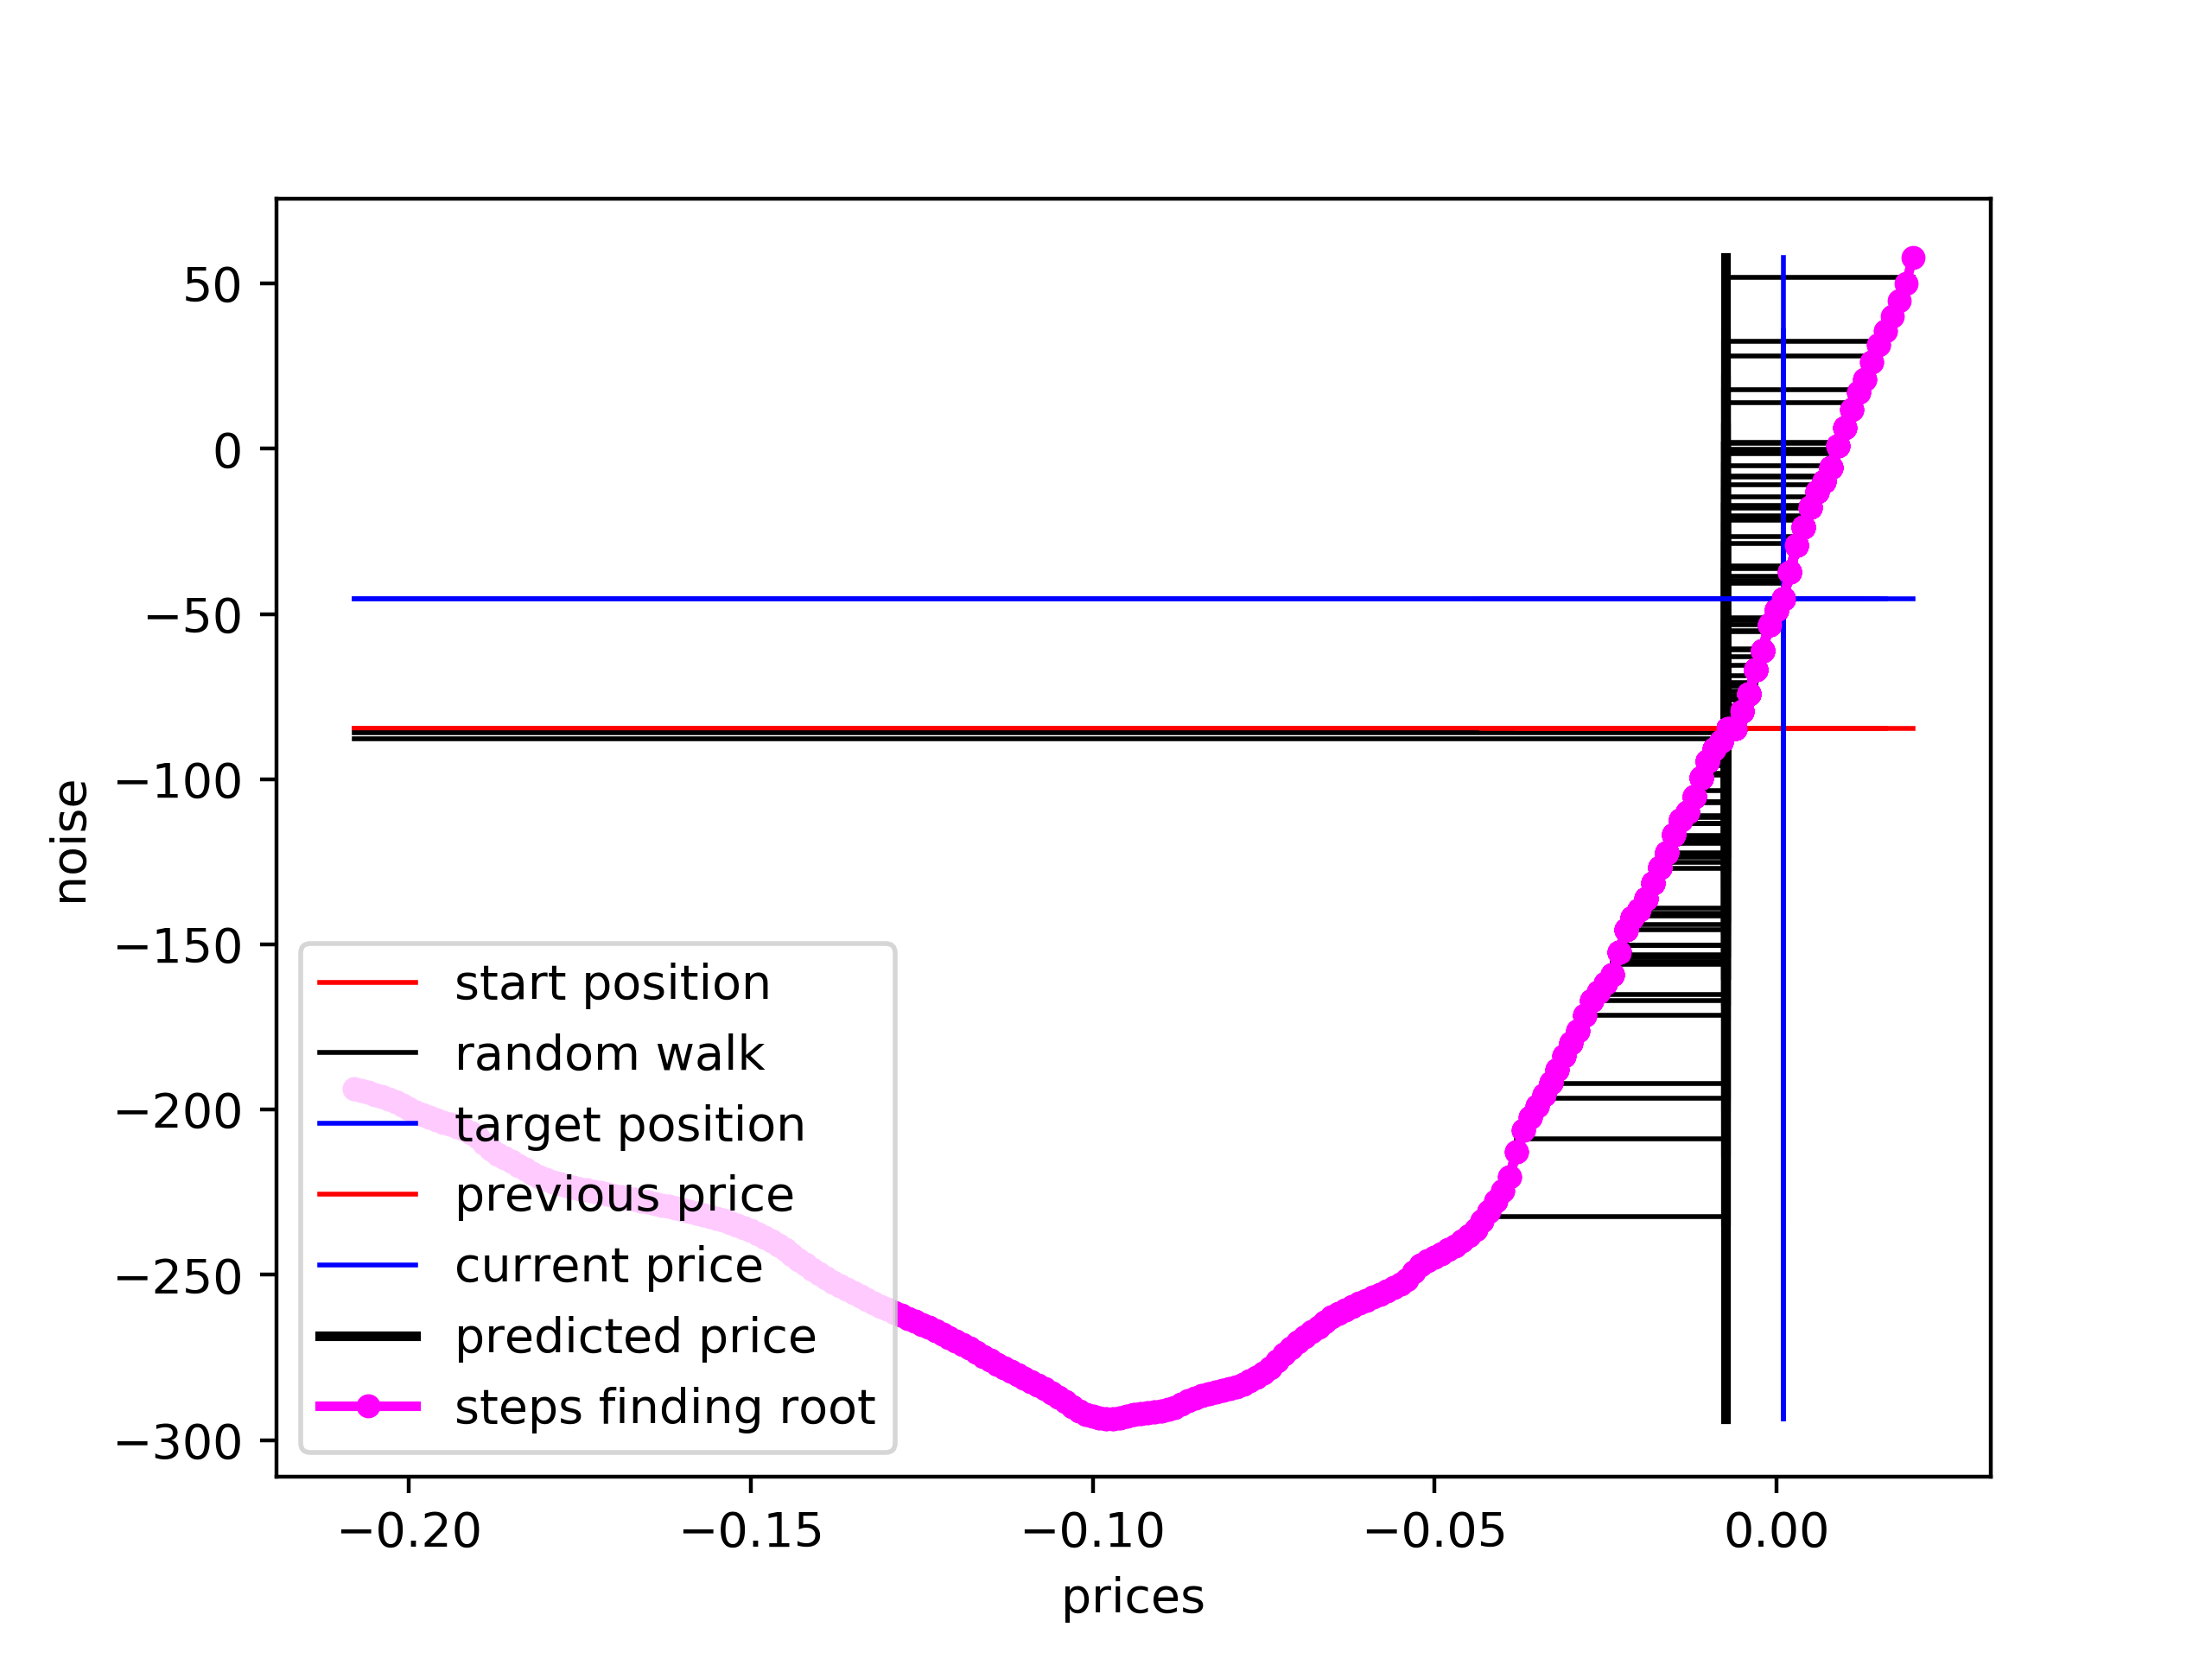 50
0
−50
−100
−150
−200
−250
−300
noise
start position
random walk
target position
previous price
current price
predicted price
steps finding root
−0.20
−0.15
−0.10
−0.05
0.00
prices